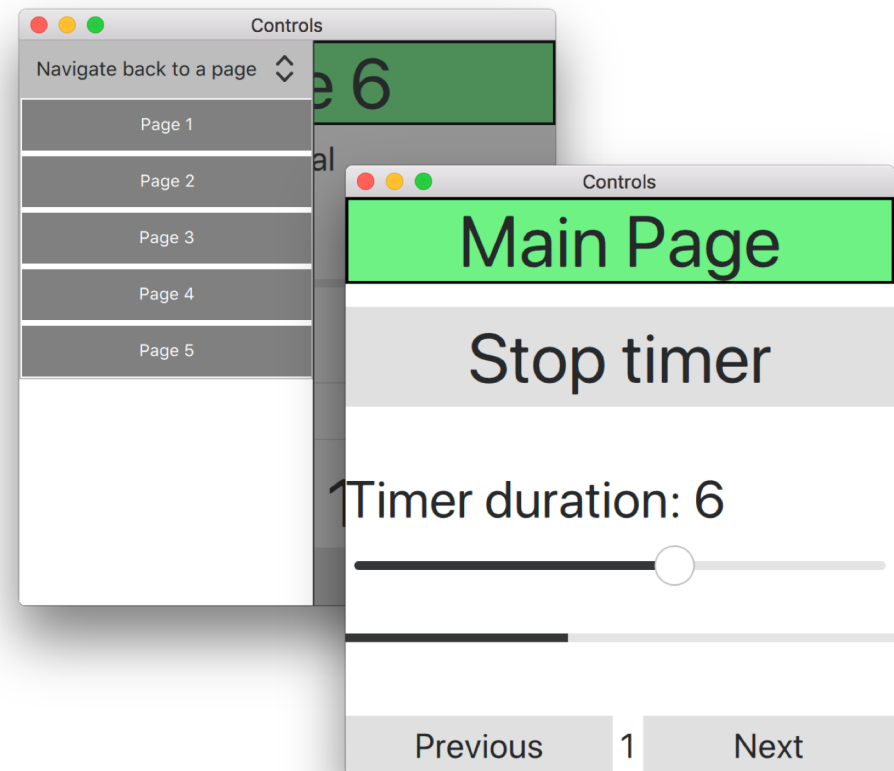 Controls
Navigate back to a page
e 6
Page 1
al
Page 2
Page 3
Page 4
Page 5
1
Controls
Main Page
Stop timer
Timer duration: 6
Previous 1 Next